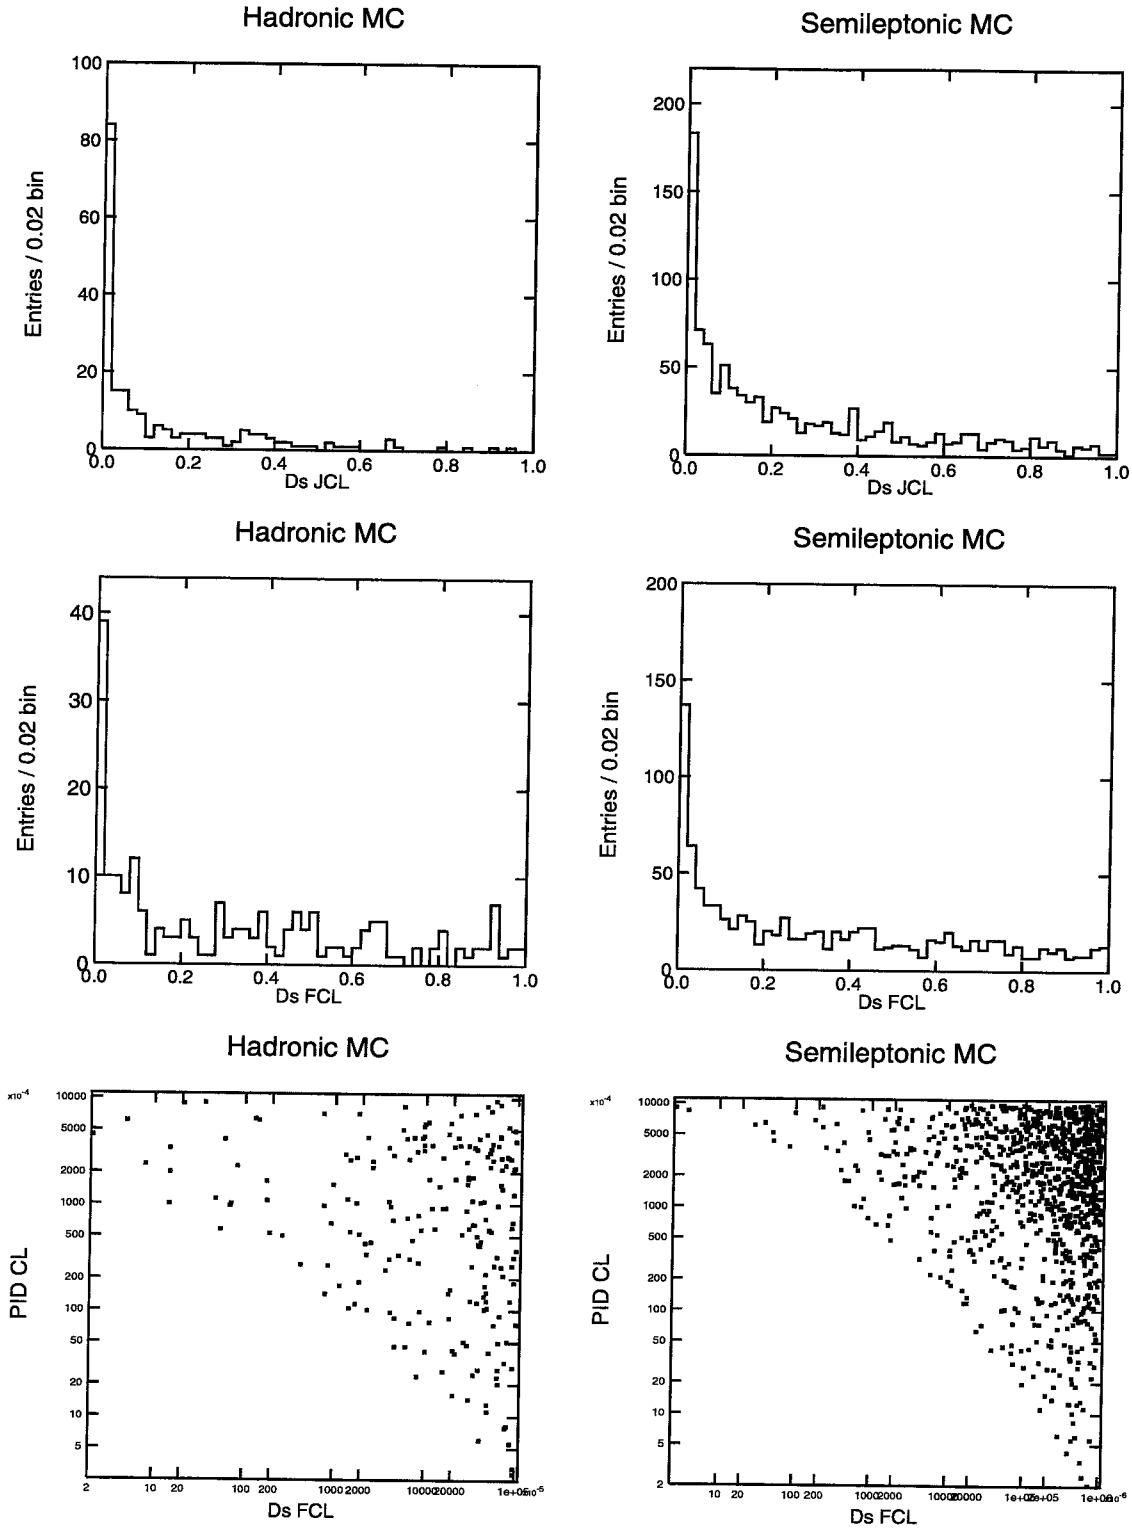 Hadronic MC
100
80
60
40
20
0
Entries / 0.02 bin
0.0 0.2 0.4 0.6 0.8 1.0
Ds JCL
Semileptonic MC
200
150
100
50
0
Entries / 0.02 bin
0.0 0.2 0.4 0.6 0.8 1.0
Ds JCL
Hadronic MC
40
30
20
10
0
Entries / 0.02 bin
0.0 0.2 0.4 0.6 0.8 1.0
Ds FCL
Semileptonic MC
200
150
100
50
0
Entries / 0.02 bin
0.0 0.2 0.4 0.6 0.8 1.0
Ds FCL
Hadronic MC
x10⁻⁴
10000
5000
2000
1000
500
200
100
50
20
10
5
PID CL
2 10 20 100 200 1000 2000 10000 20000
Ds FCL
Semileptonic MC
x10⁻⁴
10000
5000
2000
1000
500
200
100
50
20
10
5
2
PID CL
10 20 100 200 1000 2000
Ds FCL